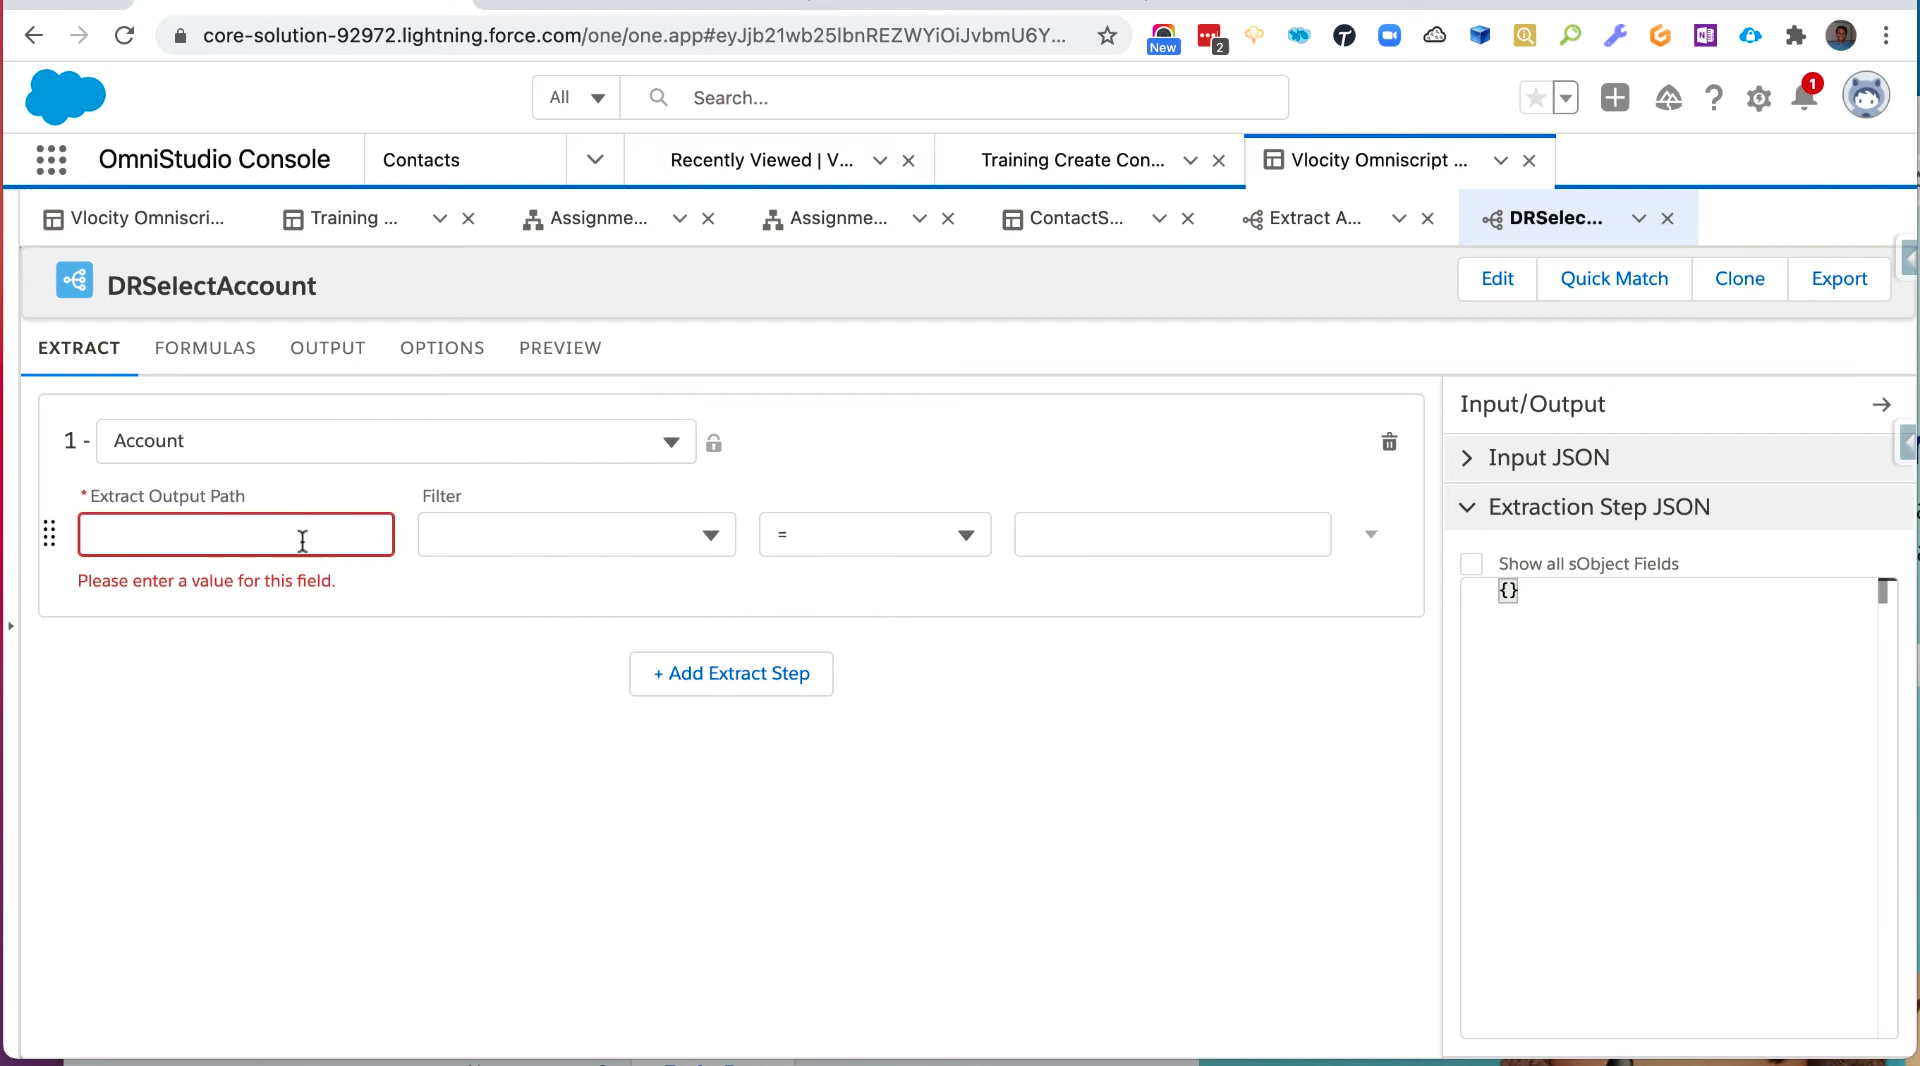 core-solution-92972.lightning.force.com/one/one.app#eyJjb21wb25lbnREZWYiOiJvbmU6Y...
New
2
All
Search...
1
OmniStudio Console
Contacts
Recently Viewed | V...
Training Create Con...
Vlocity Omniscript ...
Vlocity Omniscri...
Training ...
Assignme...
Assignme...
ContactS...
Extract A...
DRSelec...
DRSelectAccount
Edit
Quick Match
Clone
Export
EXTRACT
FORMULAS
OUTPUT
OPTIONS
PREVIEW
Input/Output
1 -
Account
Input JSON
* Extract Output Path
Filter
Extraction Step JSON
=
Show all sObject Fields
Please enter a value for this field.
{}
+ Add Extract Step